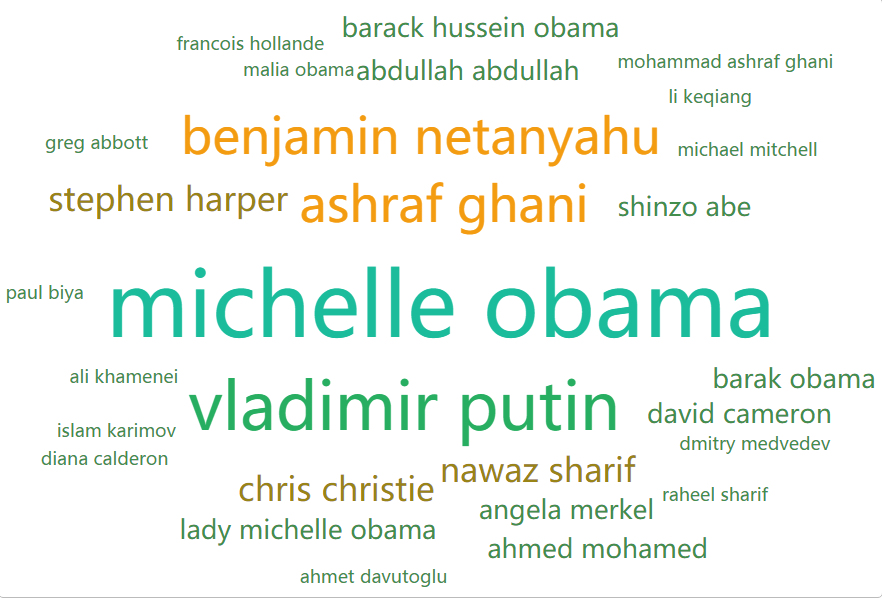 barack hussein obama
francois hollande
malia obama
abdullah abdullah
mohammad ashraf ghani
li keqiang
benjamin netanyahu
greg abbott
michael mitchell
stephen harper
ashraf ghani
shinzo abe
paul biya
michelle obama
ali khamenei
barak obama
vladimir putin
david cameron
islam karimov
dmitry medvedev
diana calderon
nawaz sharif
chris christie
raheel sharif
angela merkel
lady michelle obama
ahmed mohamed
ahmet davutoglu